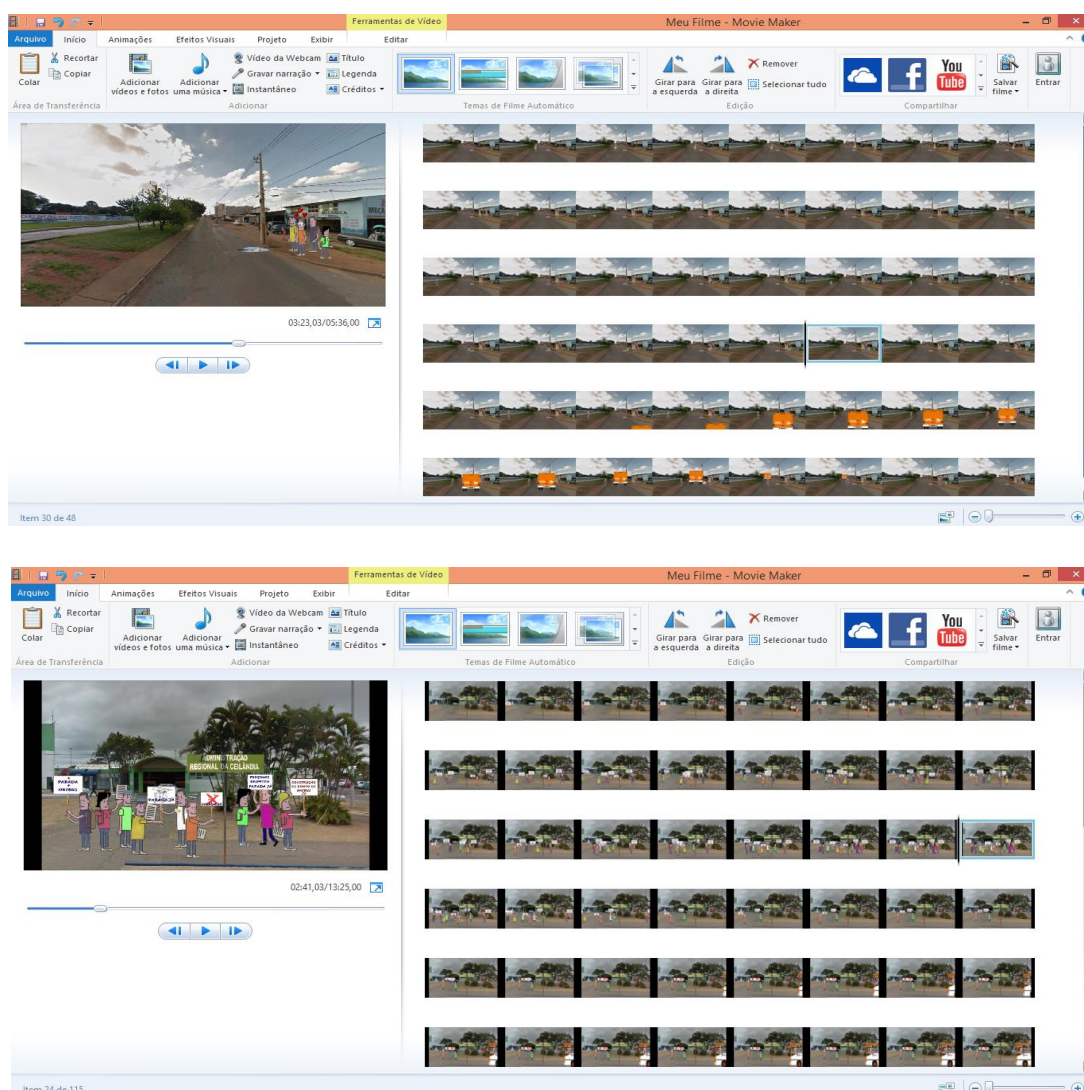 Ferramentas de Vídeo
Meu Filme - Movie Maker
Arquivo Início Animações Efeitos Visuais Projeto Exibir Editar
Colar
Recortar
Copiar
Área de Transferência
Adicionar vídeos e fotos
Adicionar uma música
Vídeo da Webcam
Gravar narração
Instantâneo
Título
Legenda
Créditos
Adicionar
Temas de Filme Automático
Girar para a esquerda
Girar para a direita
Remover
Selecionar tudo
Edição
You Tube
Compartilhar
Salvar filme
Entrar
03:23,03/05:36,00
Item 30 de 48
Ferramentas de Vídeo
Meu Filme - Movie Maker
Arquivo Início Animações Efeitos Visuais Projeto Exibir Editar
Colar
Recortar
Copiar
Área de Transferência
Adicionar vídeos e fotos
Adicionar uma música
Vídeo da Webcam
Gravar narração
Instantâneo
Título
Legenda
Créditos
Adicionar
Temas de Filme Automático
Girar para a esquerda
Girar para a direita
Remover
Selecionar tudo
Edição
You Tube
Compartilhar
Salvar filme
Entrar
ADMINISTRAÇÃO
REGIONAL DA CEILÂNDIA
PARADA JÁ
02:41,03/13:25,00
Item 24 de 115